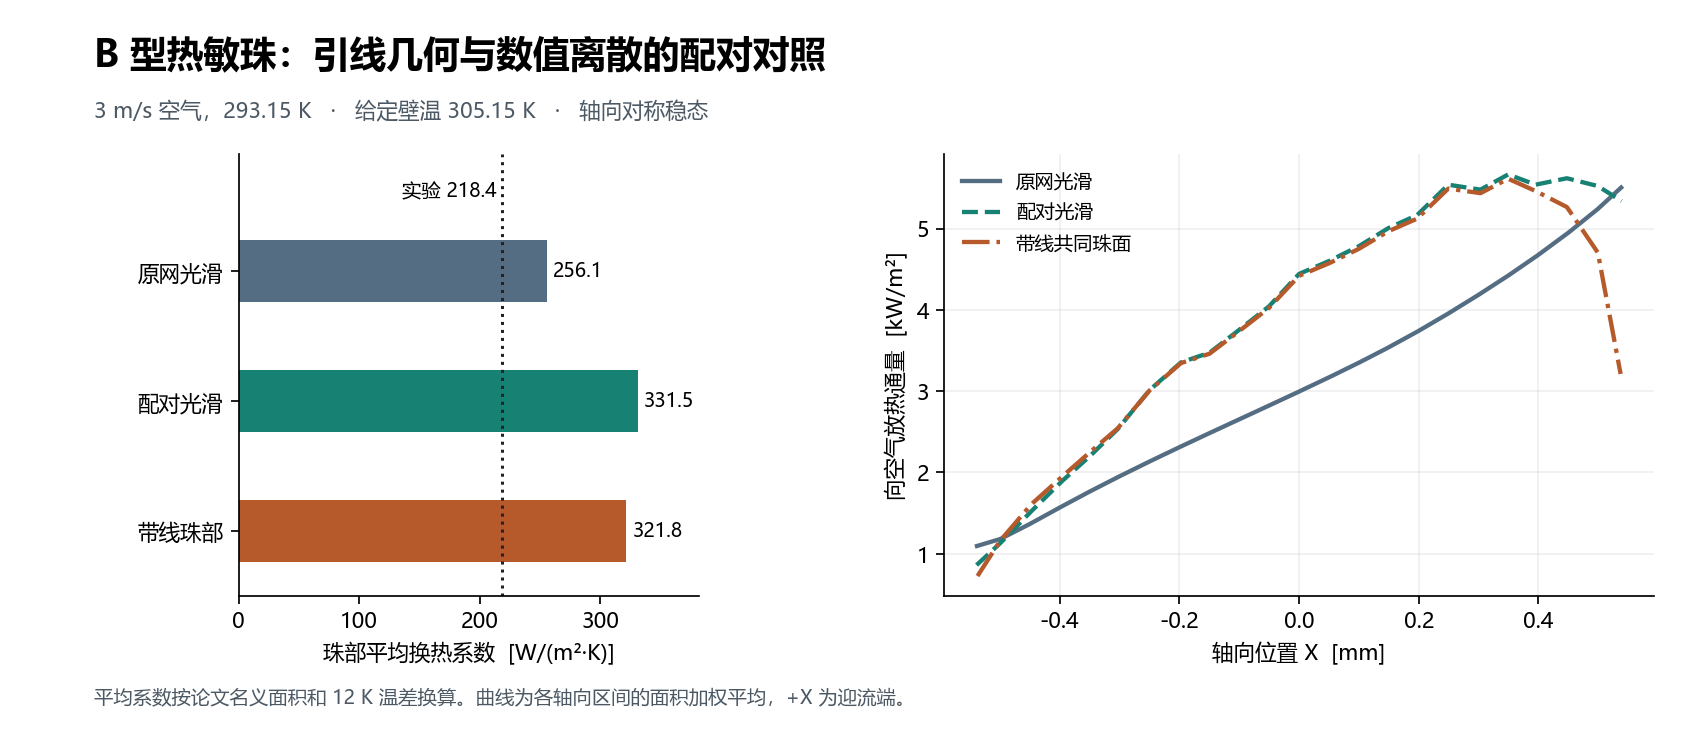 B 型热敏珠：引线几何与数值离散的配对对照
3 m/s 空气，293.15 K · 给定壁温 305.15 K · 轴向对称稳态
实验 218.4
原网光滑
256.1
配对光滑
331.5
带线珠部
321.8
0 100 200 300
珠部平均换热系数 [W/(m²·K)]
原网光滑
配对光滑
带线共同珠面
向空气放热通量 [kW/m²]
5
4
3
2
1
-0.4 -0.2 0.0 0.2 0.4
轴向位置 X [mm]
平均系数按论文名义面积和 12 K 温差换算。曲线为各轴向区间的面积加权平均，+X 为迎流端。